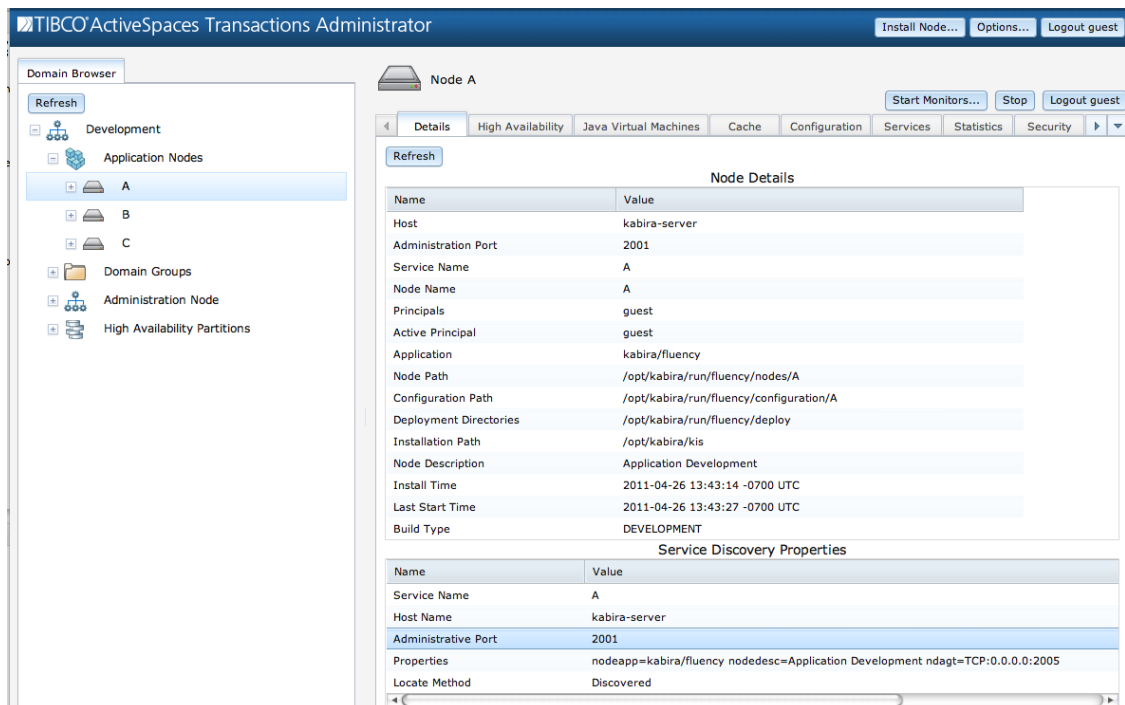 TIBCO® ActiveSpaces Transactions Administrator
Install Node... Options... Logout guest
Domain Browser
Refresh
Development
Application Nodes
A
B
C
Domain Groups
Administration Node
High Availability Partitions
Node A
Start Monitors... Stop Logout guest
Details High Availability Java Virtual Machines Cache Configuration Services Statistics Security
Refresh
Node Details
Name Value
Host kabira-server
Administration Port 2001
Service Name A
Node Name A
Principals guest
Active Principal guest
Application kabira/fluency
Node Path /opt/kabira/run/fluency/nodes/A
Configuration Path /opt/kabira/run/fluency/configuration/A
Deployment Directories /opt/kabira/run/fluency/deploy
Installation Path /opt/kabira/kis
Node Description Application Development
Install Time 2011-04-26 13:43:14 -0700 UTC
Last Start Time 2011-04-26 13:43:27 -0700 UTC
Build Type DEVELOPMENT
Service Discovery Properties
Name Value
Service Name A
Host Name kabira-server
Administrative Port 2001
Properties nodeapp=kabira/fluency nodedesc=Application Development ndagt=TCP:0.0.0.0:2005
Locate Method Discovered